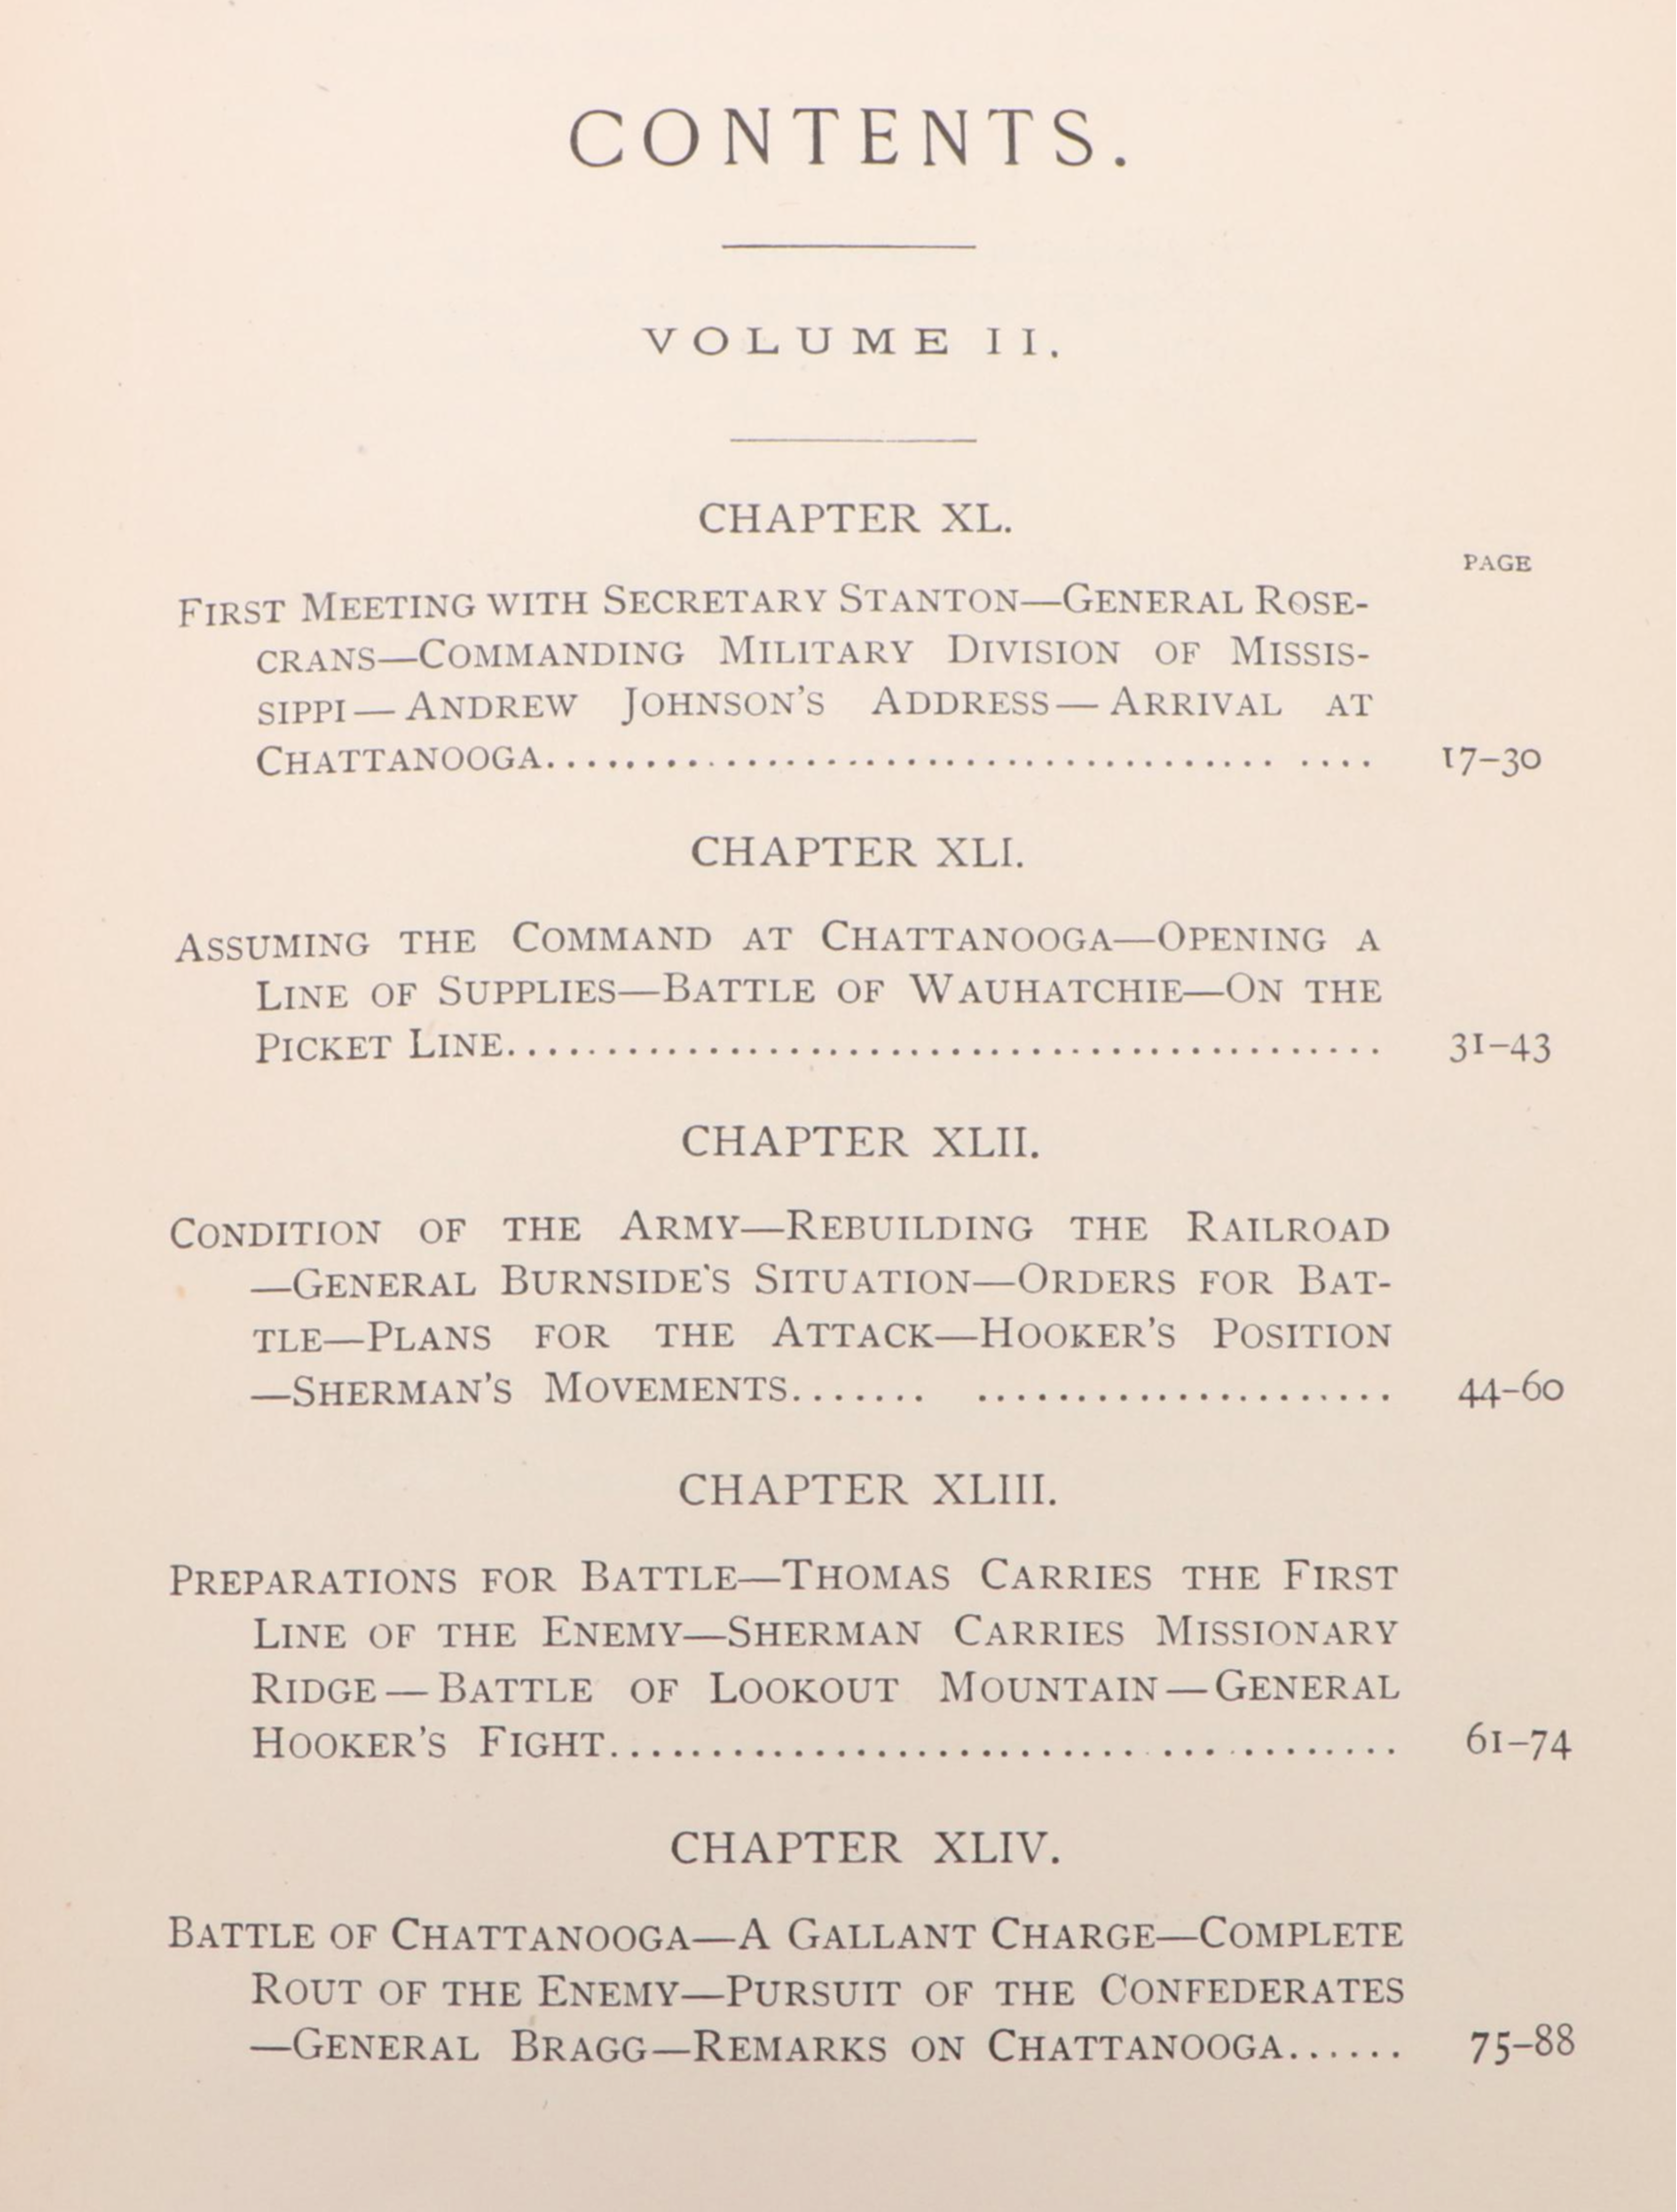 CONTENTS.
VOLUME II.
CHAPTER XL.
PAGE
FIRST MEETING WITH SECRETARY STANTON—GENERAL ROSE-
CRANS—COMMANDING MILITARY DIVISION OF MISSIS-
SIPPI—ANDREW JOHNSON'S ADDRESS—ARRIVAL AT
CHATTANOOGA............................................ .... 17–30
CHAPTER XLI.
ASSUMING THE COMMAND AT CHATTANOOGA—OPENING A
LINE OF SUPPLIES—BATTLE OF WAUHATCHIE—ON THE
PICKET LINE.................................................... 31–43
CHAPTER XLII.
CONDITION OF THE ARMY—REBUILDING THE RAILROAD
—GENERAL BURNSIDE'S SITUATION—ORDERS FOR BAT-
TLE—PLANS FOR THE ATTACK—HOOKER'S POSITION
—SHERMAN'S MOVEMENTS....... ..................... 44–60
CHAPTER XLIII.
PREPARATIONS FOR BATTLE—THOMAS CARRIES THE FIRST
LINE OF THE ENEMY—SHERMAN CARRIES MISSIONARY
RIDGE—BATTLE OF LOOKOUT MOUNTAIN—GENERAL
HOOKER'S FIGHT.............................................. 61–74
CHAPTER XLIV.
BATTLE OF CHATTANOOGA—A GALLANT CHARGE—COMPLETE
ROUT OF THE ENEMY—PURSUIT OF THE CONFEDERATES
—GENERAL BRAGG—REMARKS ON CHATTANOOGA...... 75–88